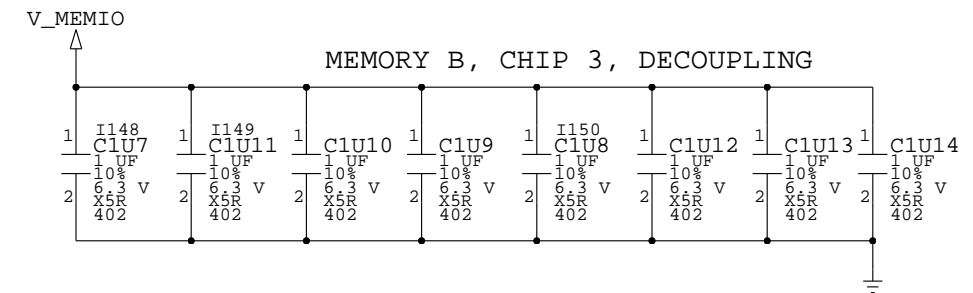 V_MEMIO
MEMORY B, CHIP 3, DECOUPLING
1
I148
C1U7
1 UF
10%
6.3 V
X5R
402
2
1
I149
C1U11
1 UF
10%
6.3 V
X5R
402
2
1
C1U10
1 UF
10%
6.3 V
X5R
402
2
1
C1U9
1 UF
10%
6.3 V
X5R
402
2
1
I150
C1U8
1 UF
10%
6.3 V
X5R
402
2
1
C1U12
1 UF
10%
6.3 V
X5R
402
2
1
C1U13
1 UF
10%
6.3 V
X5R
402
2
1
C1U14
1 UF
10%
6.3 V
X5R
402
2